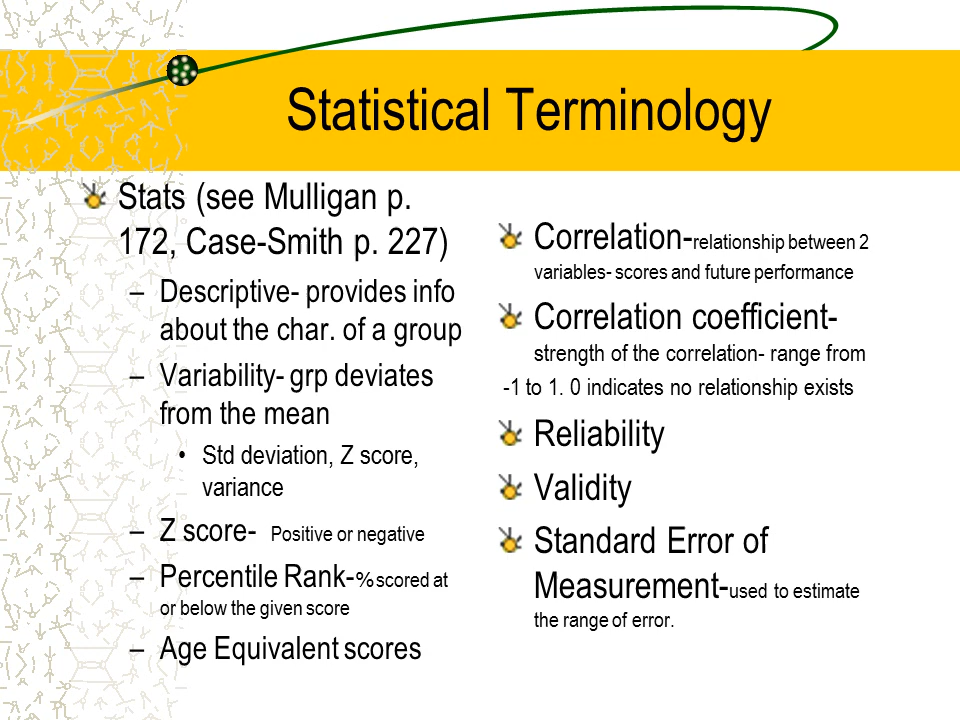 Statistical Terminology
Stats (see Mulligan p.
172, Case-Smith p. 227)
– Descriptive- provides info
about the char. of a group
– Variability- grp deviates
from the mean
• Std deviation, Z score,
variance
– Z score- Positive or negative
– Percentile Rank-% scored at
or below the given score
– Age Equivalent scores
Correlation-relationship between 2
variables- scores and future performance
Correlation coefficient-
strength of the correlation- range from
-1 to 1. 0 indicates no relationship exists
Reliability
Validity
Standard Error of
Measurement-used to estimate
the range of error.